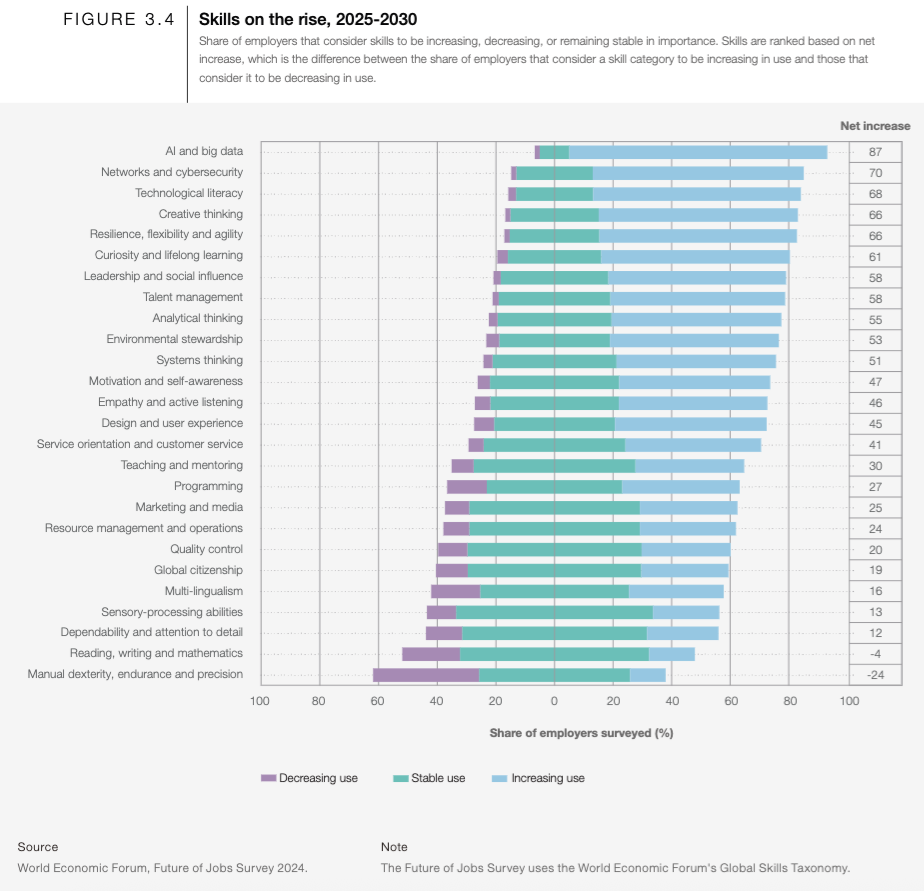 FIGURE 3.4
Skills on the rise, 2025-2030
Share of employers that consider skills to be increasing, decreasing, or remaining stable in importance. Skills are ranked based on net
increase, which is the difference between the share of employers that consider a skill category to be increasing in use and those that
consider it to be decreasing in use.
Net increase
AI and big data 87
Networks and cybersecurity 70
Technological literacy 68
Creative thinking 66
Resilience, flexibility and agility 66
Curiosity and lifelong learning 61
Leadership and social influence 58
Talent management 58
Analytical thinking 55
Environmental stewardship 53
Systems thinking 51
Motivation and self-awareness 47
Empathy and active listening 46
Design and user experience 45
Service orientation and customer service 41
Teaching and mentoring 30
Programming 27
Marketing and media 25
Resource management and operations 24
Quality control 20
Global citizenship 19
Multi-lingualism 16
Sensory-processing abilities 13
Dependability and attention to detail 12
Reading, writing and mathematics -4
Manual dexterity, endurance and precision -24
100 80 60 40 20 0 20 40 60 80 100
Share of employers surveyed (%)
Decreasing use Stable use Increasing use
Source
World Economic Forum, Future of Jobs Survey 2024.
Note
The Future of Jobs Survey uses the World Economic Forum's Global Skills Taxonomy.